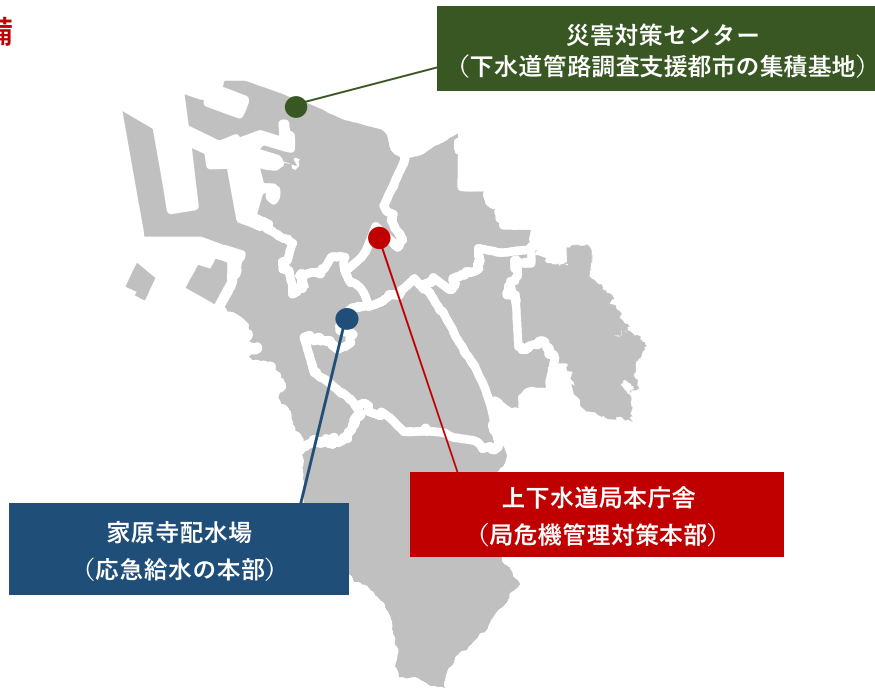 備
災害対策センター
（下水道管路調査支援都市の集積基地）
上下水道局本庁舎
（局危機管理対策本部）
家原寺配水場
（応急給水の本部）